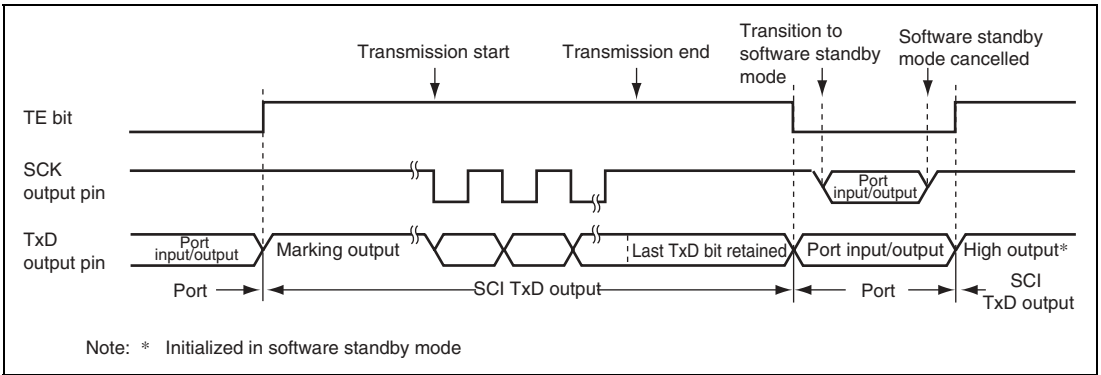 Transmission start
Transmission end
Transition to
software standby
mode
Software standby
mode cancelled
TE bit
SCK
output pin
Port
input/output
TxD
output pin
Port
input/output
Marking output
Last TxD bit retained
Port input/output
High output*
Port
SCI TxD output
Port
SCI
TxD output
Note: * Initialized in software standby mode